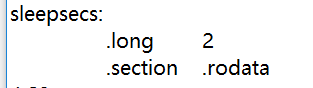 sleepsecs:
.long 2
.section .rodata